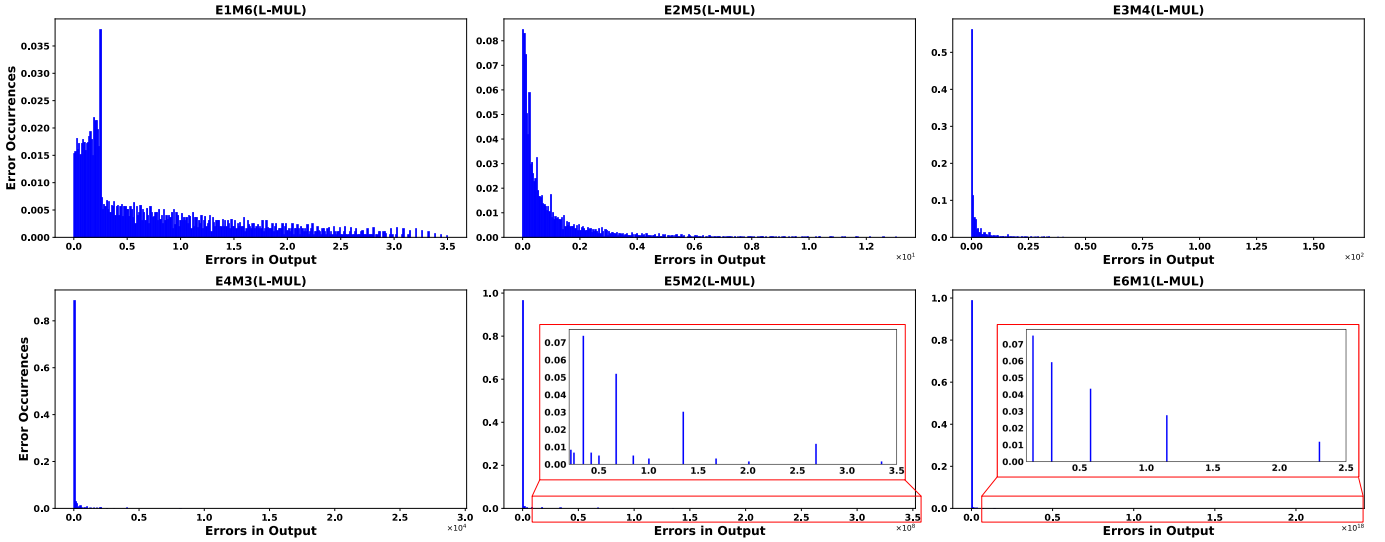 E1M6(L-MUL)
0.035
0.030
0.025
0.020
0.015
0.010
0.005
0.000
Error Occurrences
0.0 0.5 1.0 1.5 2.0 2.5 3.0 3.5
Errors in Output
E2M5(L-MUL)
0.08
0.07
0.06
0.05
0.04
0.03
0.02
0.01
0.00
0.0 0.2 0.4 0.6 0.8 1.0 1.2
Errors in Output
×10¹
E3M4(L-MUL)
0.5
0.4
0.3
0.2
0.1
0.0
0.0 0.25 0.5 0.75 1.0 1.25 1.5
Errors in Output
×10²
E4M3(L-MUL)
0.8
0.6
0.4
0.2
0.0
Error Occurrences
0.0 0.5 1.0 1.5 2.0 2.5 3.0
Errors in Output
×10⁴
E5M2(L-MUL)
1.0
0.8
0.6
0.4
0.2
0.0
0.07
0.06
0.05
0.04
0.03
0.02
0.01
0.00
0.5 1.0 1.5 2.0 2.5 3.0 3.5
0.0 0.5 1.0 1.5 2.0 2.5 3.0 3.5
Errors in Output
×10⁸
E6M1(L-MUL)
1.0
0.8
0.6
0.4
0.2
0.0
0.07
0.06
0.05
0.04
0.03
0.02
0.01
0.00
0.5 1.0 1.5 2.0 2.5
0.0 0.5 1.0 1.5 2.0
Errors in Output
×10¹⁸